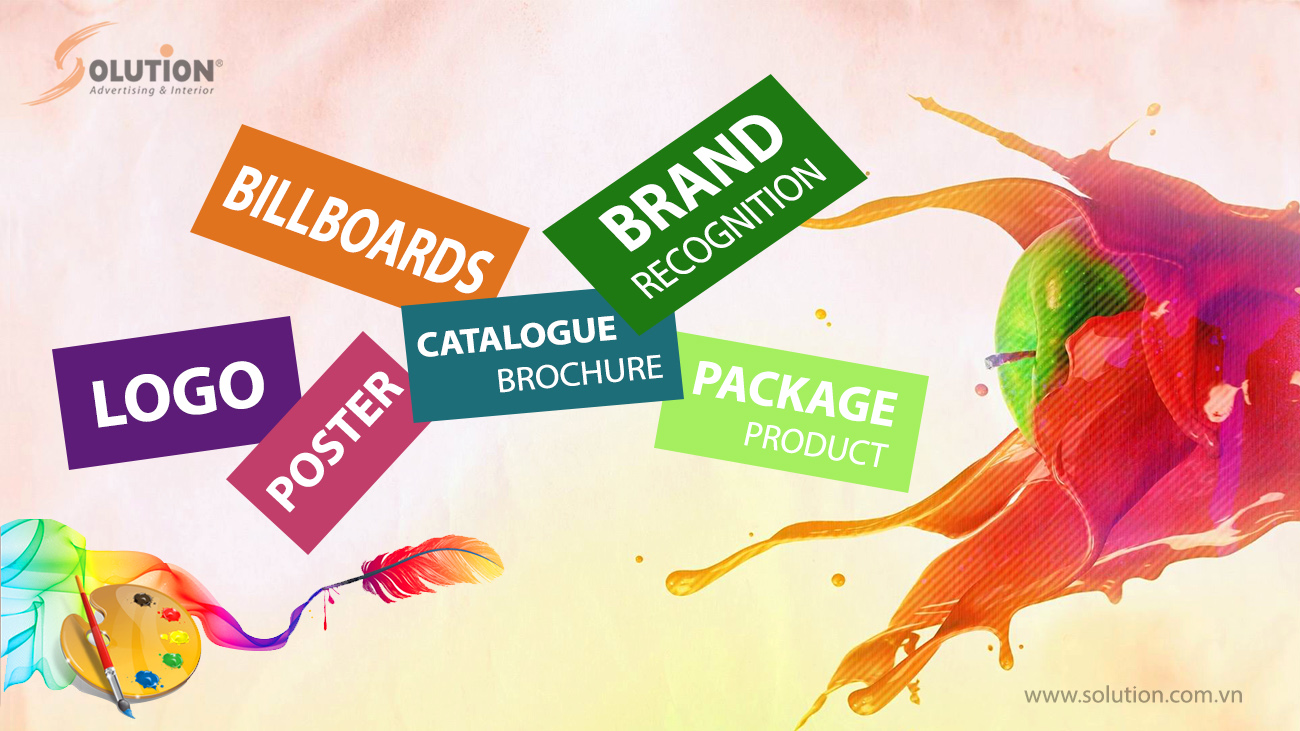 SOLUTION®
Advertising & Interior
BILLBOARDS
BRAND
RECOGNITION
LOGO
POSTER
CATALOGUE
BROCHURE
PACKAGE
PRODUCT
www.solution.com.vn